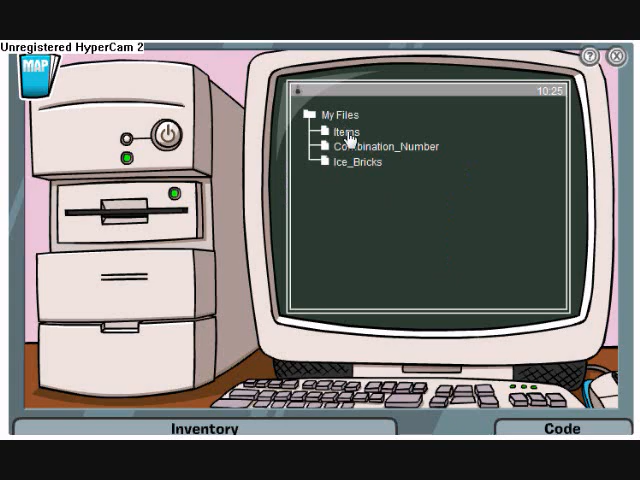 Unregistered HyperCam 2
MAP
?
X
10:25
My Files
Items
Combination_Number
Ice_Bricks
Inventory
Code